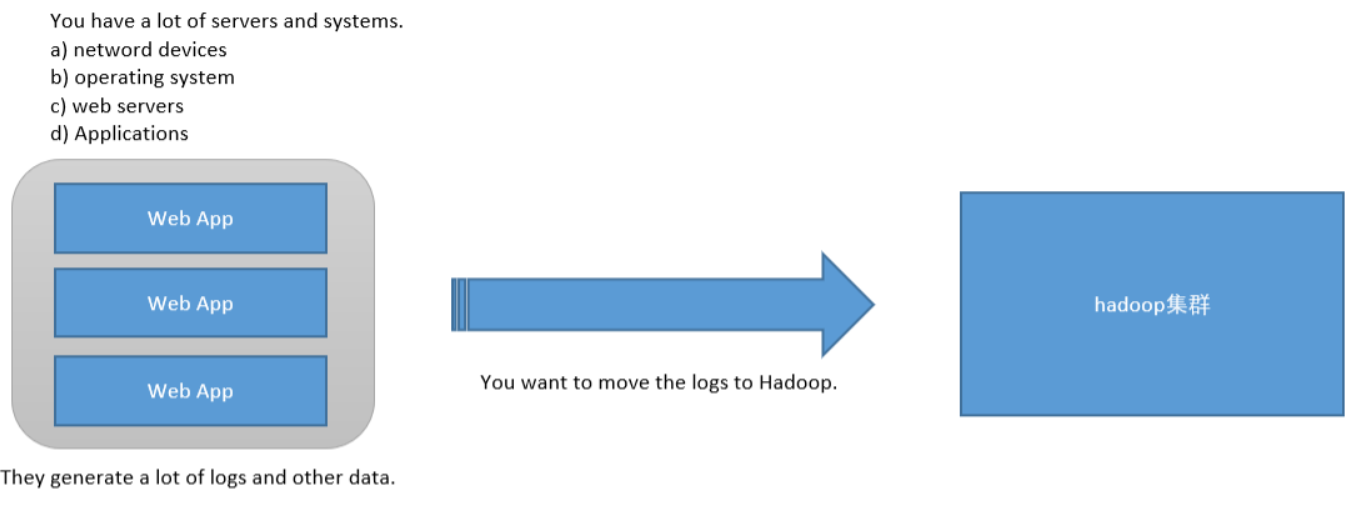 You have a lot of servers and systems.
a) netword devices
b) operating system
c) web servers
d) Applications
Web App
Web App
Web App
They generate a lot of logs and other data.
You want to move the logs to Hadoop.
hadoop集群